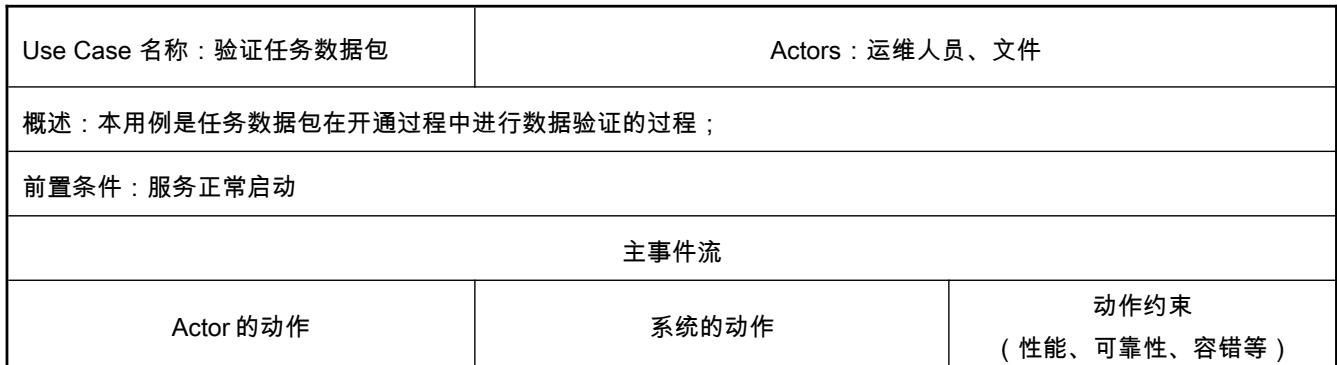 Use Case 名称：验证任务数据包
Actors：运维人员、文件
概述：本用例是任务数据包在开通过程中进行数据验证的过程；
前置条件：服务正常启动
主事件流
Actor 的动作
系统的动作
动作约束
（性能、可靠性、容错等）